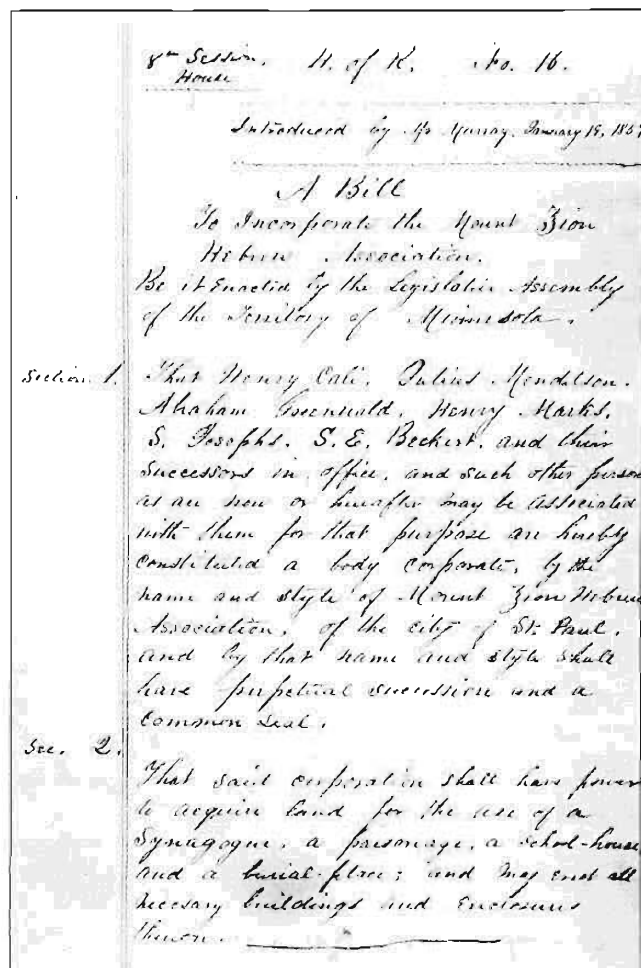 8th Session. H. of R. No. 16.
House
Introduced by Mr Murray. January 19, 1857
A Bill
To Incorporate the Mount Zion
Hebrew Association.
Be it Enacted by the Legislative Assembly
of the Territory of Minnesota.
Section 1. That Henry Cali, Julius Mendelson.
Abraham Greenwald, Henry Marks,
S. Josephs. S. E. Beckert. and their
Successors in office, and such other person
as are now or hereafter may be associated
with them for that purpose are hereby
constituted a body corporate, by the
name and style of Mount Zion Hebrew
Association, of the city of St. Paul,
and by that name and style shall
have perpetual succession and a
Common Seal.
Sec. 2.
That said corporation shall have power
to acquire land for the use of a
Synagogue, a parsonage, a school-house
and a burial-place; and may erect all
necesary buildings and Enclosures
thereon.